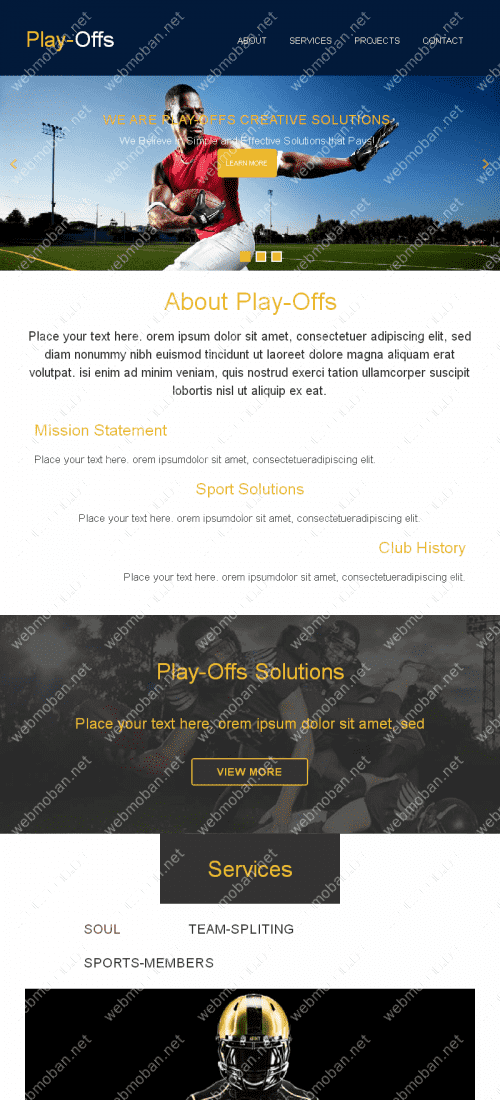 Play-Offs
ABOUT SERVICES PROJECTS CONTACT
WE ARE PLAY-OFFS CREATIVE SOLUTIONS
We Believe in Simple and Effective Solutions that Pays!
LEARN MORE
About Play-Offs
Place your text here. orem ipsum dolor sit amet, consectetuer adipiscing elit, sed
diam nonummy nibh euismod tincidunt ut laoreet dolore magna aliquam erat
volutpat. isi enim ad minim veniam, quis nostrud exerci tation ullamcorper suscipit
lobortis nisl ut aliquip ex eat.
Mission Statement
Place your text here. orem ipsumdolor sit amet, consectetueradipiscing elit.
Sport Solutions
Place your text here. orem ipsumdolor sit amet, consectetueradipiscing elit.
Club History
Place your text here. orem ipsumdolor sit amet, consectetueradipiscing elit.
Play-Offs Solutions
Place your text here. orem ipsum dolor sit amet, sed
VIEW MORE
Services
SOUL TEAM-SPLITING
SPORTS-MEMBERS
ARMY
webmoban.net